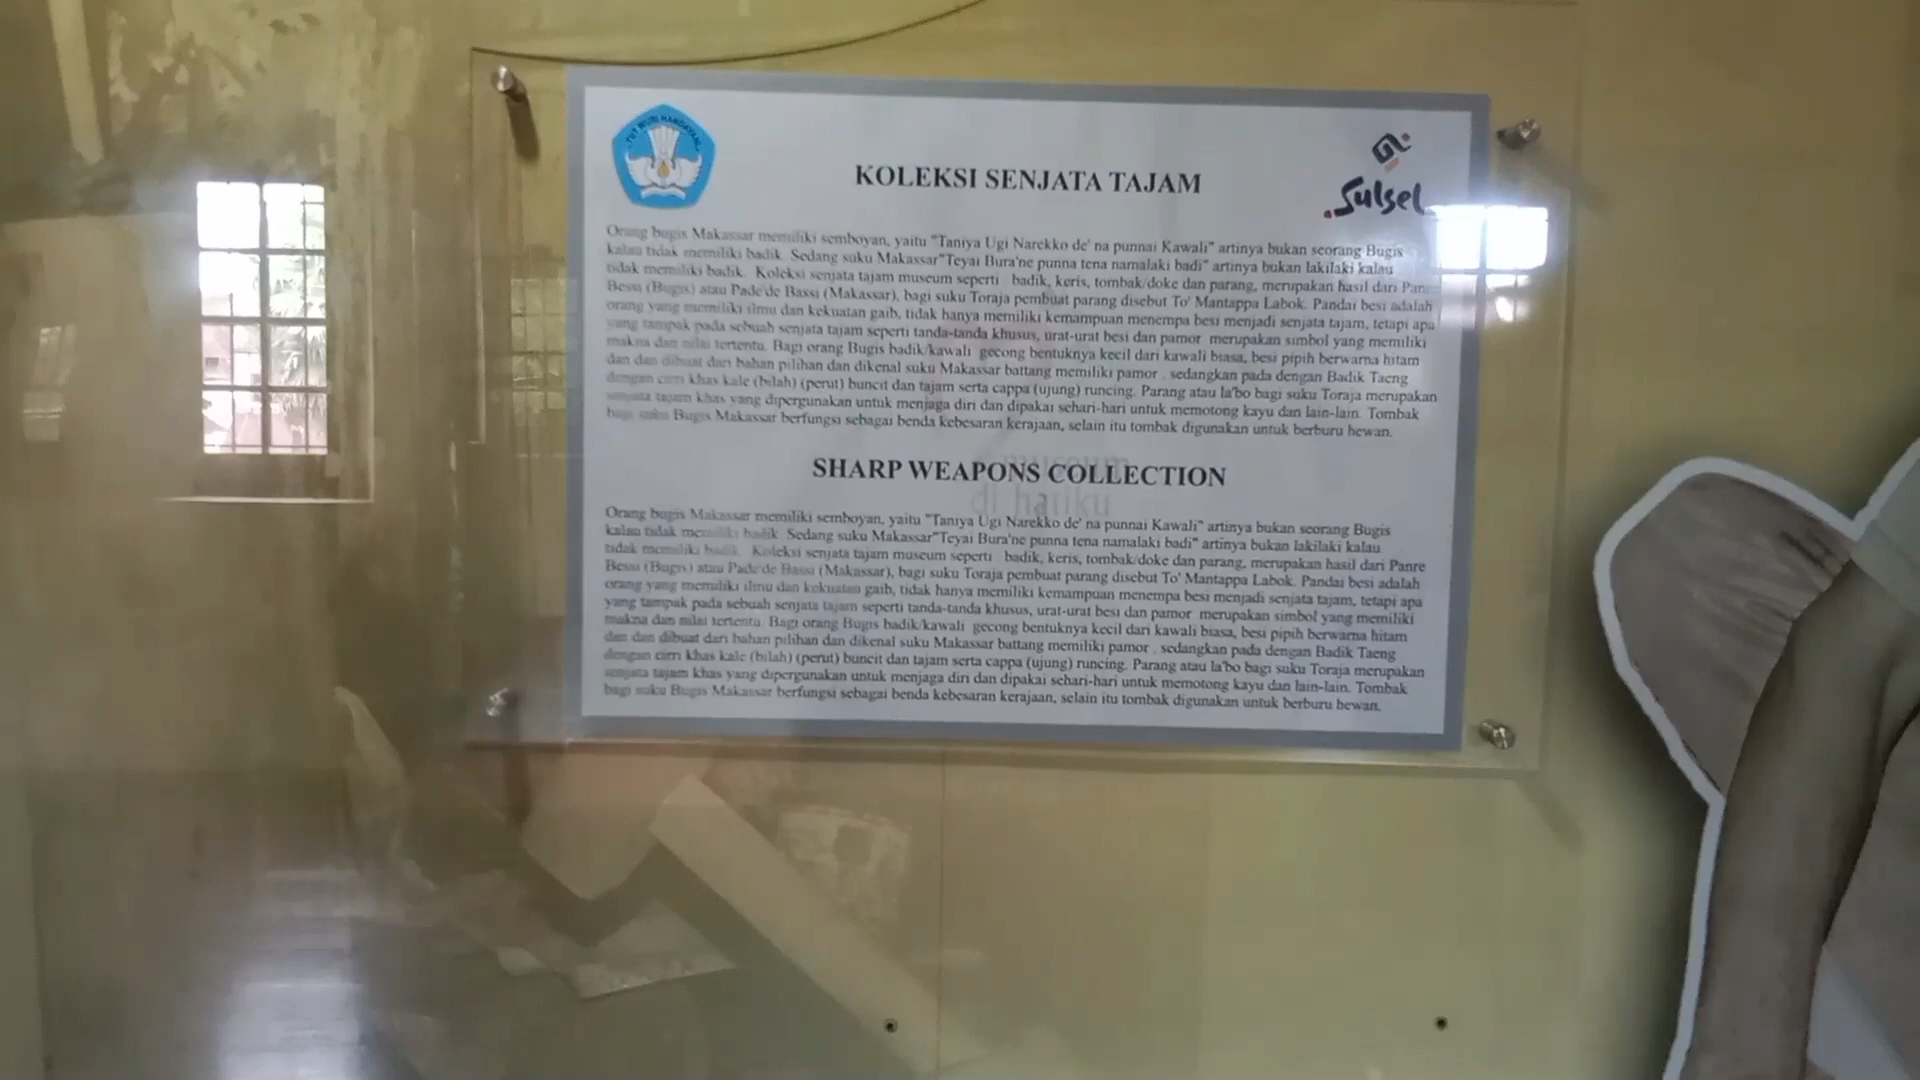 TUT WURI HANDAYANI
KOLEKSI SENJATA TAJAM
Sulsel
Orang bugis Makassar memiliki semboyan, yaitu "Taniya Ugi Narekko de' na punnai Kawali" artinya bukan seorang Bugis
kalau tidak memiliki badik. Sedang suku Makassar"Teyai Bura'ne punna tena namalaki badi" artinya bukan lakilaki kalau
tidak memiliki badik. Koleksi senjata tajam museum seperti badik, keris, tombak/doke dan parang, merupakan hasil dari Panre
Bessi (Bugis) atau Pade'de Bassi (Makassar), bagi suku Toraja pembuat parang disebut To' Mantappa Labok. Pandai besi adalah
orang yang memiliki ilmu dan kekuatan gaib, tidak hanya memiliki kemampuan menempa besi menjadi senjata tajam, tetapi apa
yang tampak pada sebuah senjata tajam seperti tanda-tanda khusus, urat-urat besi dan pamor merupakan simbol yang memiliki
makna dan nilai tertentu. Bagi orang Bugis badik/kawali gecong bentuknya kecil dari kawali biasa, besi pipih berwarna hitam
dan dan dibuat dari bahan pilihan dan dikenal suku Makassar battang memiliki pamor , sedangkan pada dengan Badik Taeng
dengan cirri khas kale (bilah) (perut) buncit dan tajam serta cappa (ujung) runcing. Parang atau la'bo bagi suku Toraja merupakan
senjata tajam khas yang dipergunakan untuk menjaga diri dan dipakai sehari-hari untuk memotong kayu dan lain-lain. Tombak
bagi suku Bugis Makassar berfungsi sebagai benda kebesaran kerajaan, selain itu tombak digunakan untuk berburu hewan.
SHARP WEAPONS COLLECTION
museum
di hatiku
Orang bugis Makassar memiliki semboyan, yaitu "Taniya Ugi Narekko de' na punnai Kawali" artinya bukan seorang Bugis
kalau tidak memiliki badik. Sedang suku Makassar"Teyai Bura'ne punna tena namalaki badi" artinya bukan lakilaki kalau
tidak memiliki badik. Koleksi senjata tajam museum seperti badik, keris, tombak/doke dan parang, merupakan hasil dari Panre
Bessi (Bugis) atau Pade'de Bassi (Makassar), bagi suku Toraja pembuat parang disebut To' Mantappa Labok. Pandai besi adalah
orang yang memiliki ilmu dan kekuatan gaib, tidak hanya memiliki kemampuan menempa besi menjadi senjata tajam, tetapi apa
yang tampak pada sebuah senjata tajam seperti tanda-tanda khusus, urat-urat besi dan pamor merupakan simbol yang memiliki
makna dan nilai tertentu. Bagi orang Bugis badik/kawali gecong bentuknya kecil dari kawali biasa, besi pipih berwarna hitam
dan dan dibuat dari bahan pilihan dan dikenal suku Makassar battang memiliki pamor , sedangkan pada dengan Badik Taeng
dengan cirri khas kale (bilah) (perut) buncit dan tajam serta cappa (ujung) runcing. Parang atau la'bo bagi suku Toraja merupakan
senjata tajam khas yang dipergunakan untuk menjaga diri dan dipakai sehari-hari untuk memotong kayu dan lain-lain. Tombak
bagi suku Bugis Makassar berfungsi sebagai benda kebesaran kerajaan, selain itu tombak digunakan untuk berburu hewan.